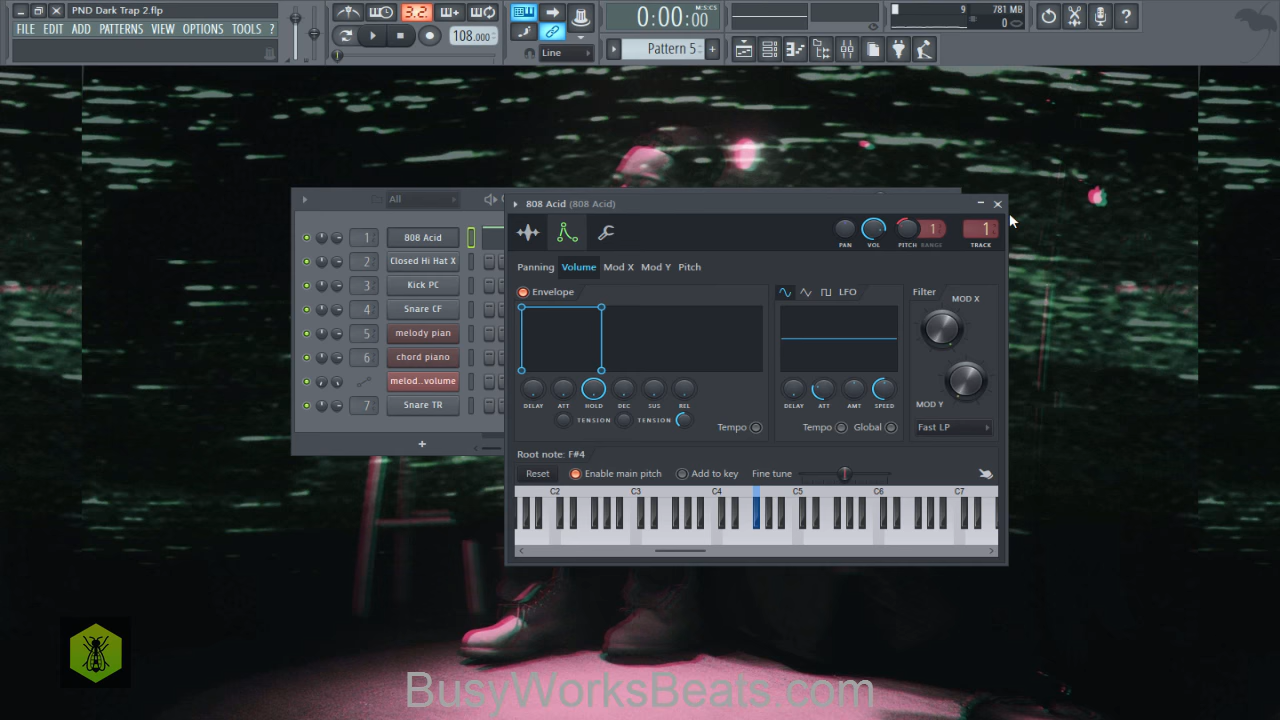 PND Dark Trap 2.flp
FILE EDIT ADD PATTERNS VIEW OPTIONS TOOLS ?
3.2
108.000
Line
0:00:00
M:S:CS
Pattern 5
9
781 MB
0
All
1 808 Acid
2 Closed Hi Hat X
3 Kick PC
4 Snare CF
5 melody pian
6 chord piano
melod..volume
7 Snare TR
+
808 Acid (808 Acid)
1 1
PAN VOL PITCH RANGE TRACK
Panning Volume Mod X Mod Y Pitch
Envelope
LFO
Filter
MOD X
DELAY ATT HOLD DEC SUS REL
TENSION TENSION
Tempo
DELAY ATT AMT SPEED
Tempo Global
MOD Y
Fast LP
Root note: F#4
Reset Enable main pitch Add to key Fine tune
C2 C3 C4 C5 C6 C7
BusyWorksBeats.com